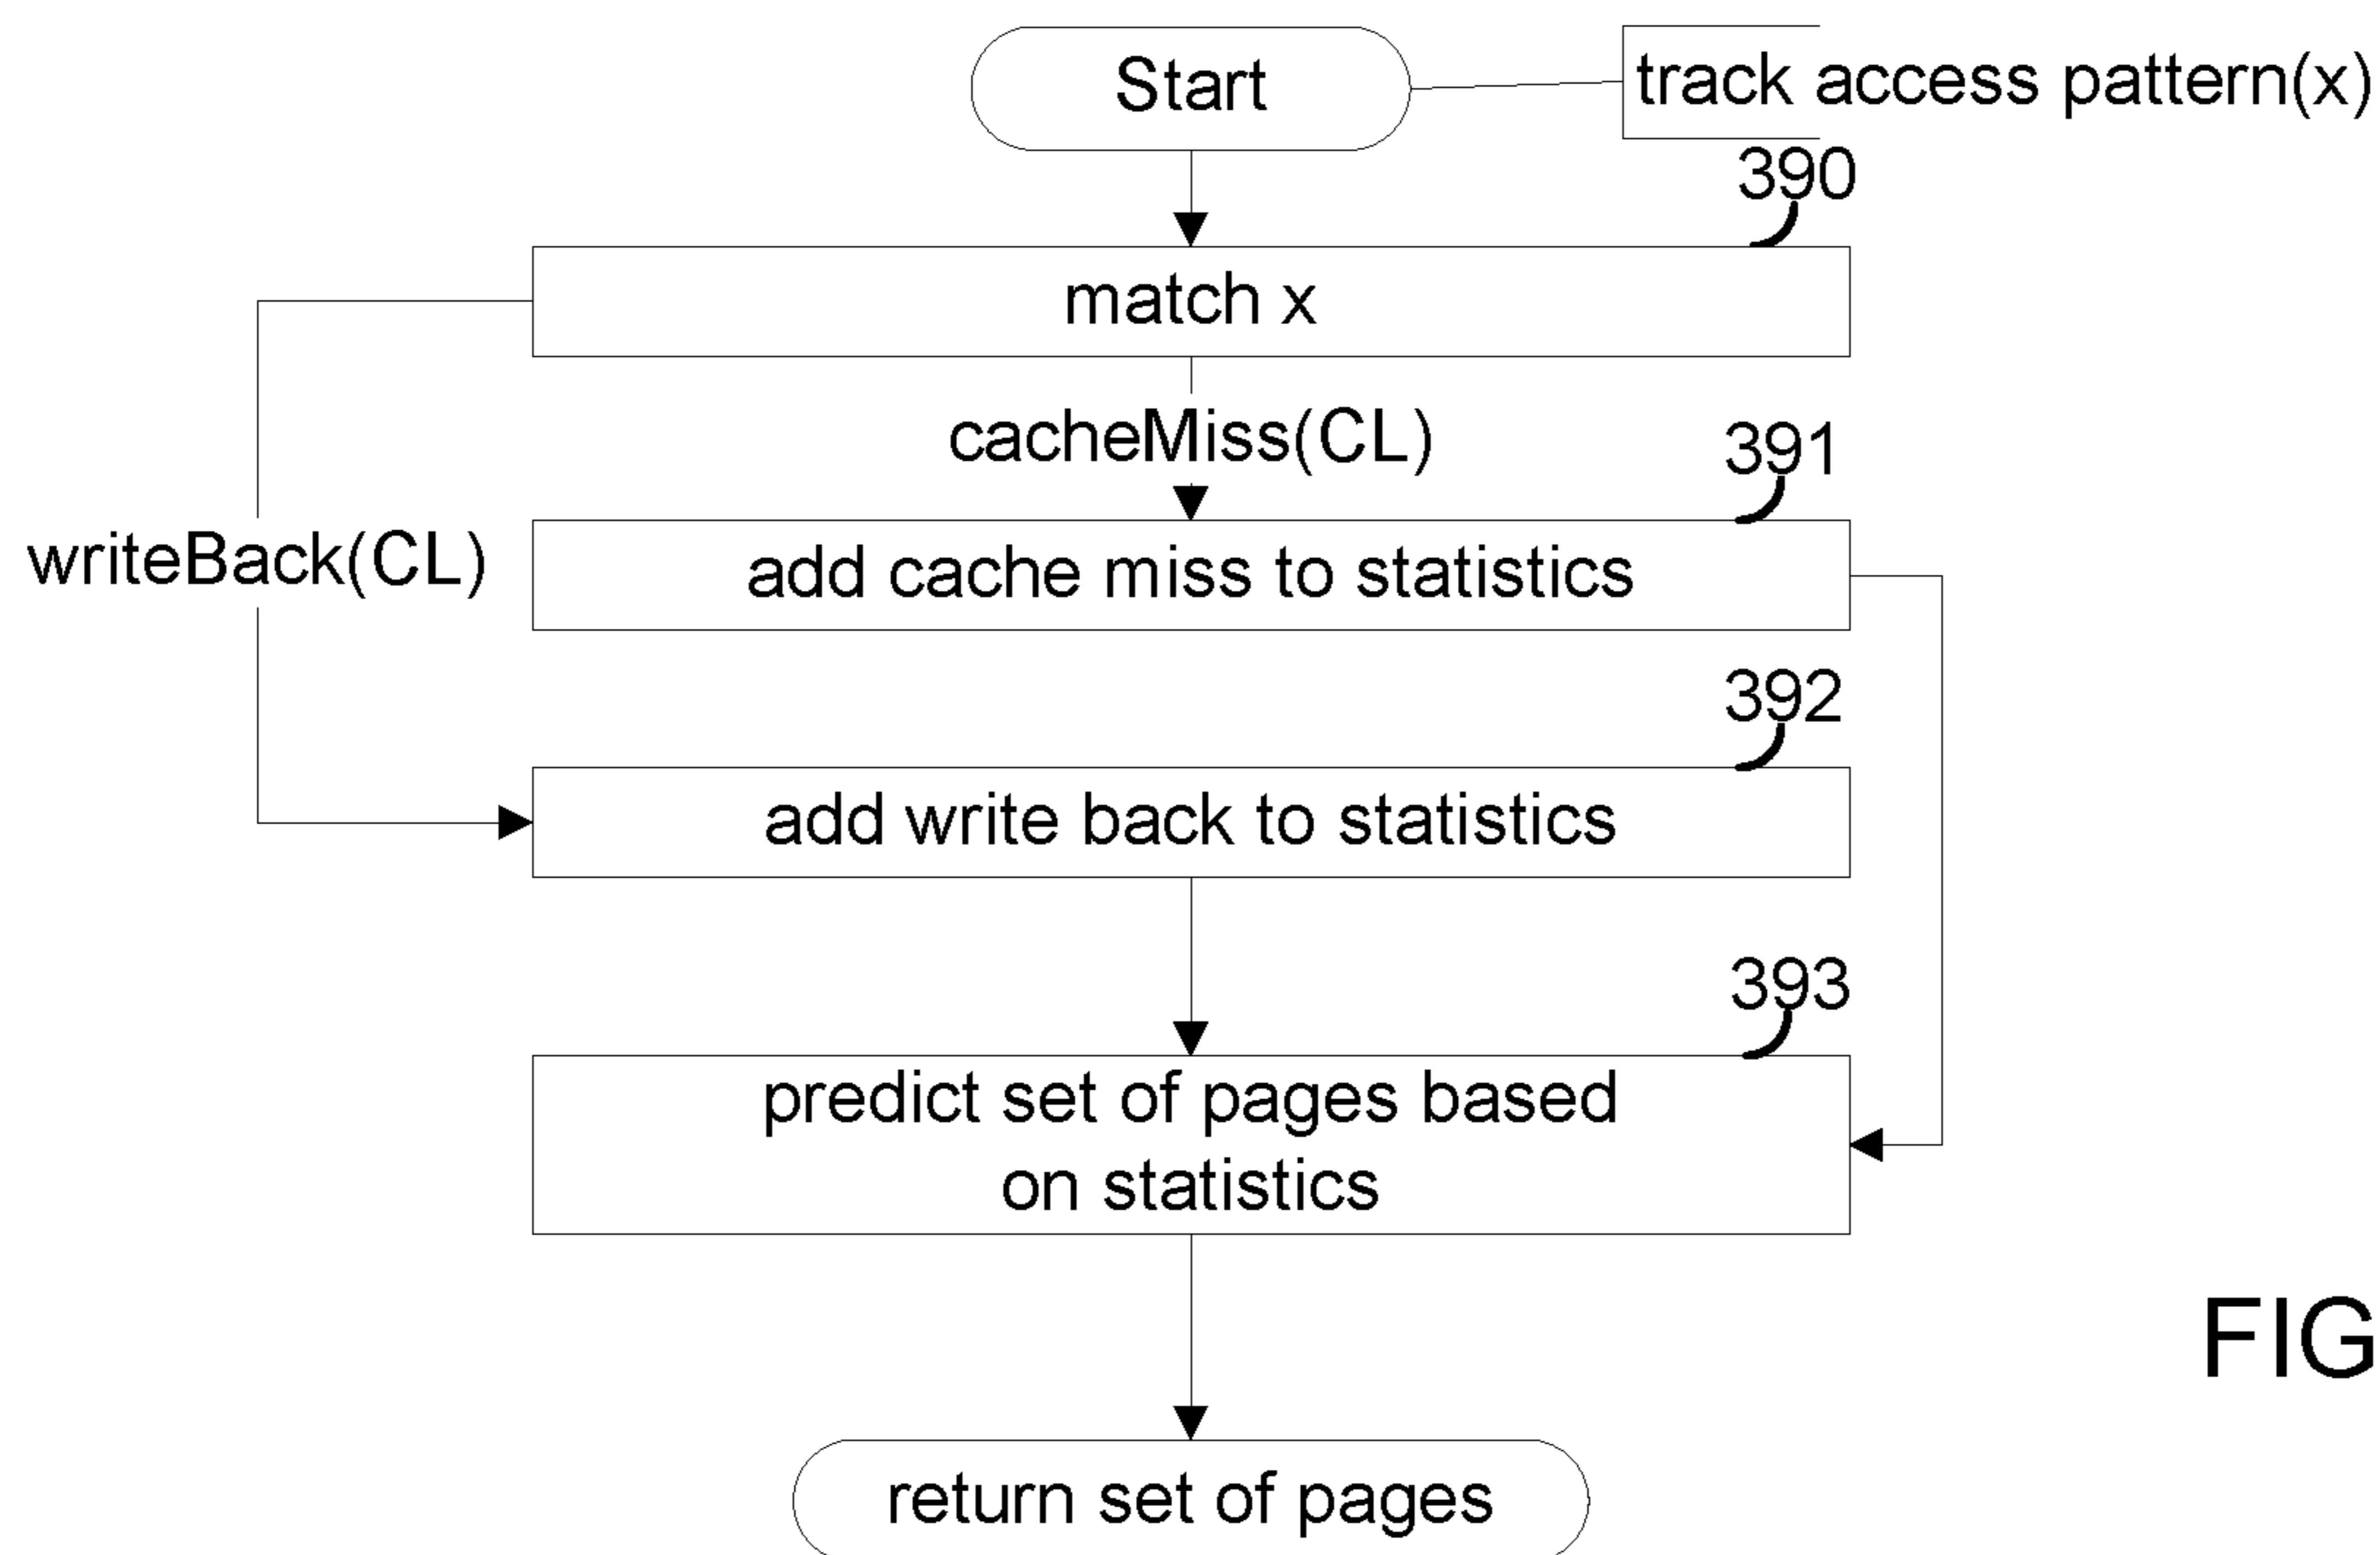 Start
track access pattern(x)
390
match x
cacheMiss(CL)
391
writeBack(CL)
add cache miss to statistics
392
add write back to statistics
393
predict set of pages based
on statistics
FIG
return set of pages